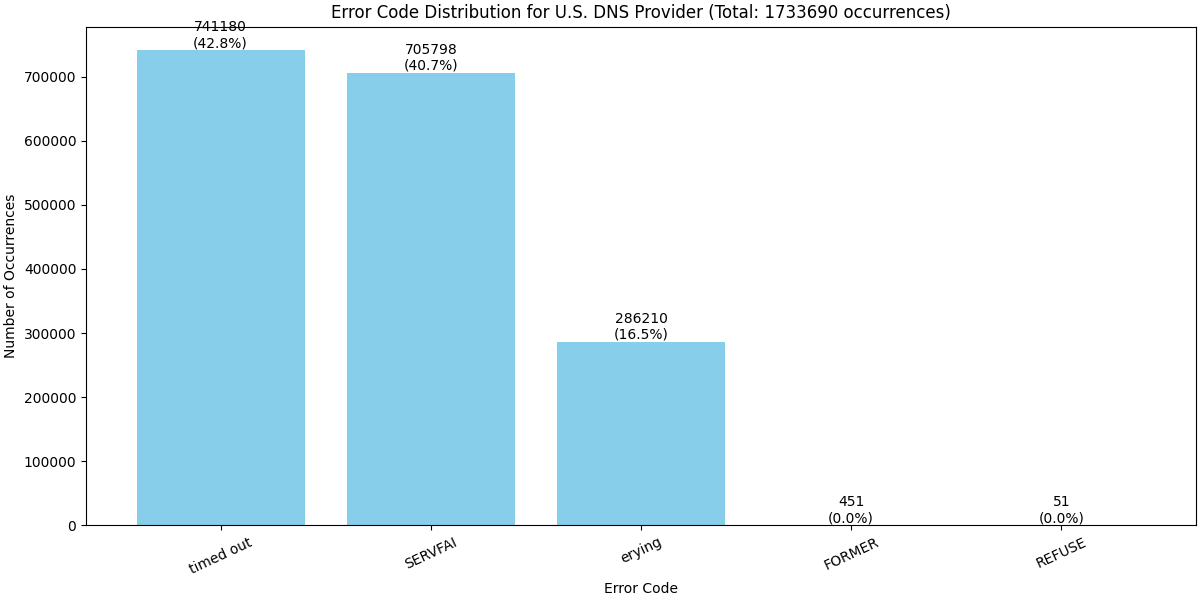 Error Code Distribution for U.S. DNS Provider (Total: 1733690 occurrences)
741180
(42.8%)
705798
(40.7%)
286210
(16.5%)
451
(0.0%)
51
(0.0%)
700000
600000
500000
400000
300000
200000
100000
0
Number of Occurrences
timed out
SERVFAI
erying
FORMER
REFUSE
Error Code